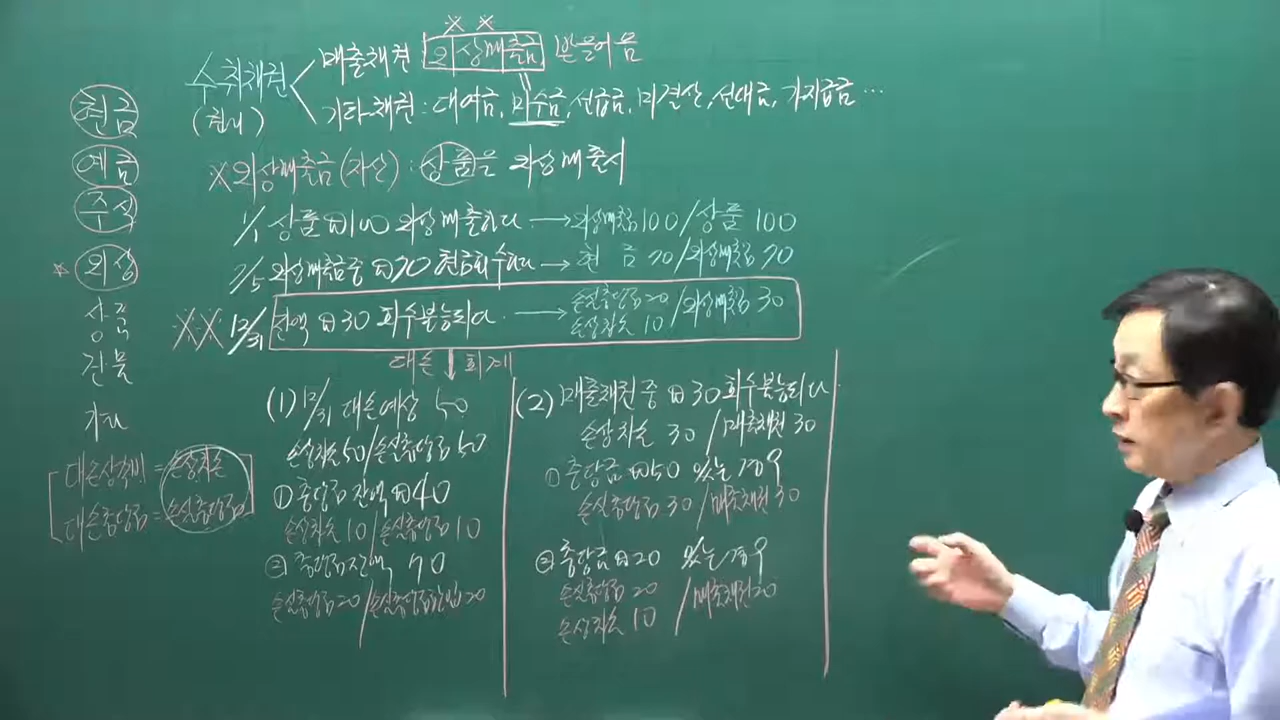 ※ ※
수취채권 매출채권 외상매출금 받을어음
(권리) 기타채권 : 대여금, 미수금, 선급금, 미결산, 선대금, 가지급금 …
현금
예금
주식
* 외상
상품
건물
기타
※외상매출금(자산) : 상품을 외상매출시
1/1 상품 ₩100 외상매출하다. → 외상매출금 100 / 상품 100
7/5 외상매출금중 ₩70 현금회수하다 → 현금 70 / 외상매출금 70
※※ 12/31 잔액 ₩30 회수불능되다. → 손실충당금 20 / 외상매출금 30
손상차손 10
대손 ↓ 회계
[대손상각비 = 손상차손]
[대손충당금 = 손실충당금]
(1) 12/31 대손예상 50
손상차손 50 / 손실충당금 50
① 충당금 잔액 ₩40
손상차손 10 / 손실충당금 10
② 충당금잔액 70
손실충당금 20 / 손실충당금환입 20
(2) 매출채권 중 ₩30 회수불능되다.
손상차손 30 / 매출채권 30
① 충당금 ₩50 있는 경우
손실충당금 30 / 매출채권 30
② 충당금 ₩20 있는 경우
손실충당금 20 / 매출채권 20
손상차손 10